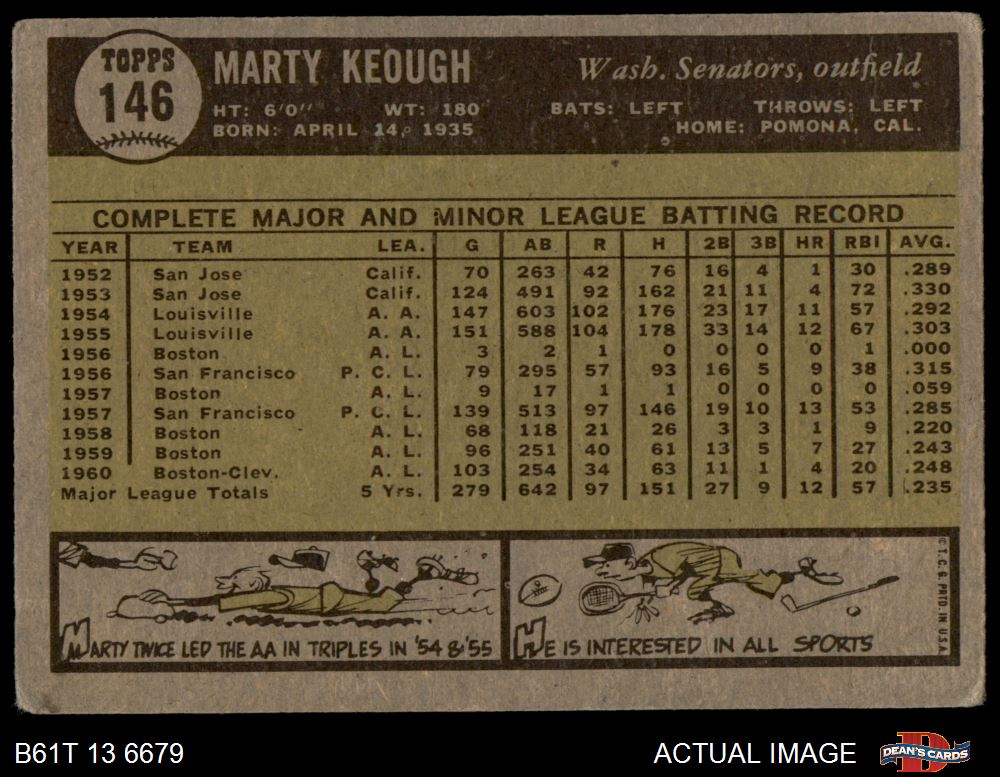 TOPPS
146
MARTY KEOUGH
Wash. Senators, outfield
HT: 6'0" WT: 180 BATS: LEFT THROWS: LEFT
BORN: APRIL 14, 1935 HOME: POMONA, CAL.
COMPLETE MAJOR AND MINOR LEAGUE BATTING RECORD
YEAR TEAM LEA. G AB R H 2B 3B HR RBI AVG.
1952 San Jose Calif. 70 263 42 76 16 4 1 30 .289
1953 San Jose Calif. 124 491 92 162 21 11 4 72 .330
1954 Louisville A. A. 147 603 102 176 23 17 11 57 .292
1955 Louisville A. A. 151 588 104 178 33 14 12 67 .303
1956 Boston A. L. 3 2 1 0 0 0 0 1 .000
1956 San Francisco P. C. L. 79 295 57 93 16 5 9 38 .315
1957 Boston A. L. 9 17 1 1 0 0 0 0 .059
1957 San Francisco P. C. L. 139 513 97 146 19 10 13 53 .285
1958 Boston A. L. 68 118 21 26 3 3 1 9 .220
1959 Boston A. L. 96 251 40 61 13 5 7 27 .243
1960 Boston-Clev. A. L. 103 254 34 63 11 1 4 20 .248
Major League Totals 5 Yrs. 279 642 97 151 27 9 12 57 .235
MARTY TWICE LED THE AA IN TRIPLES IN '54 & '55
HE IS INTERESTED IN ALL SPORTS
© T.C.G. PRTD. IN U.S.A.
B61T 13 6679
ACTUAL IMAGE
DEAN'S CARDS